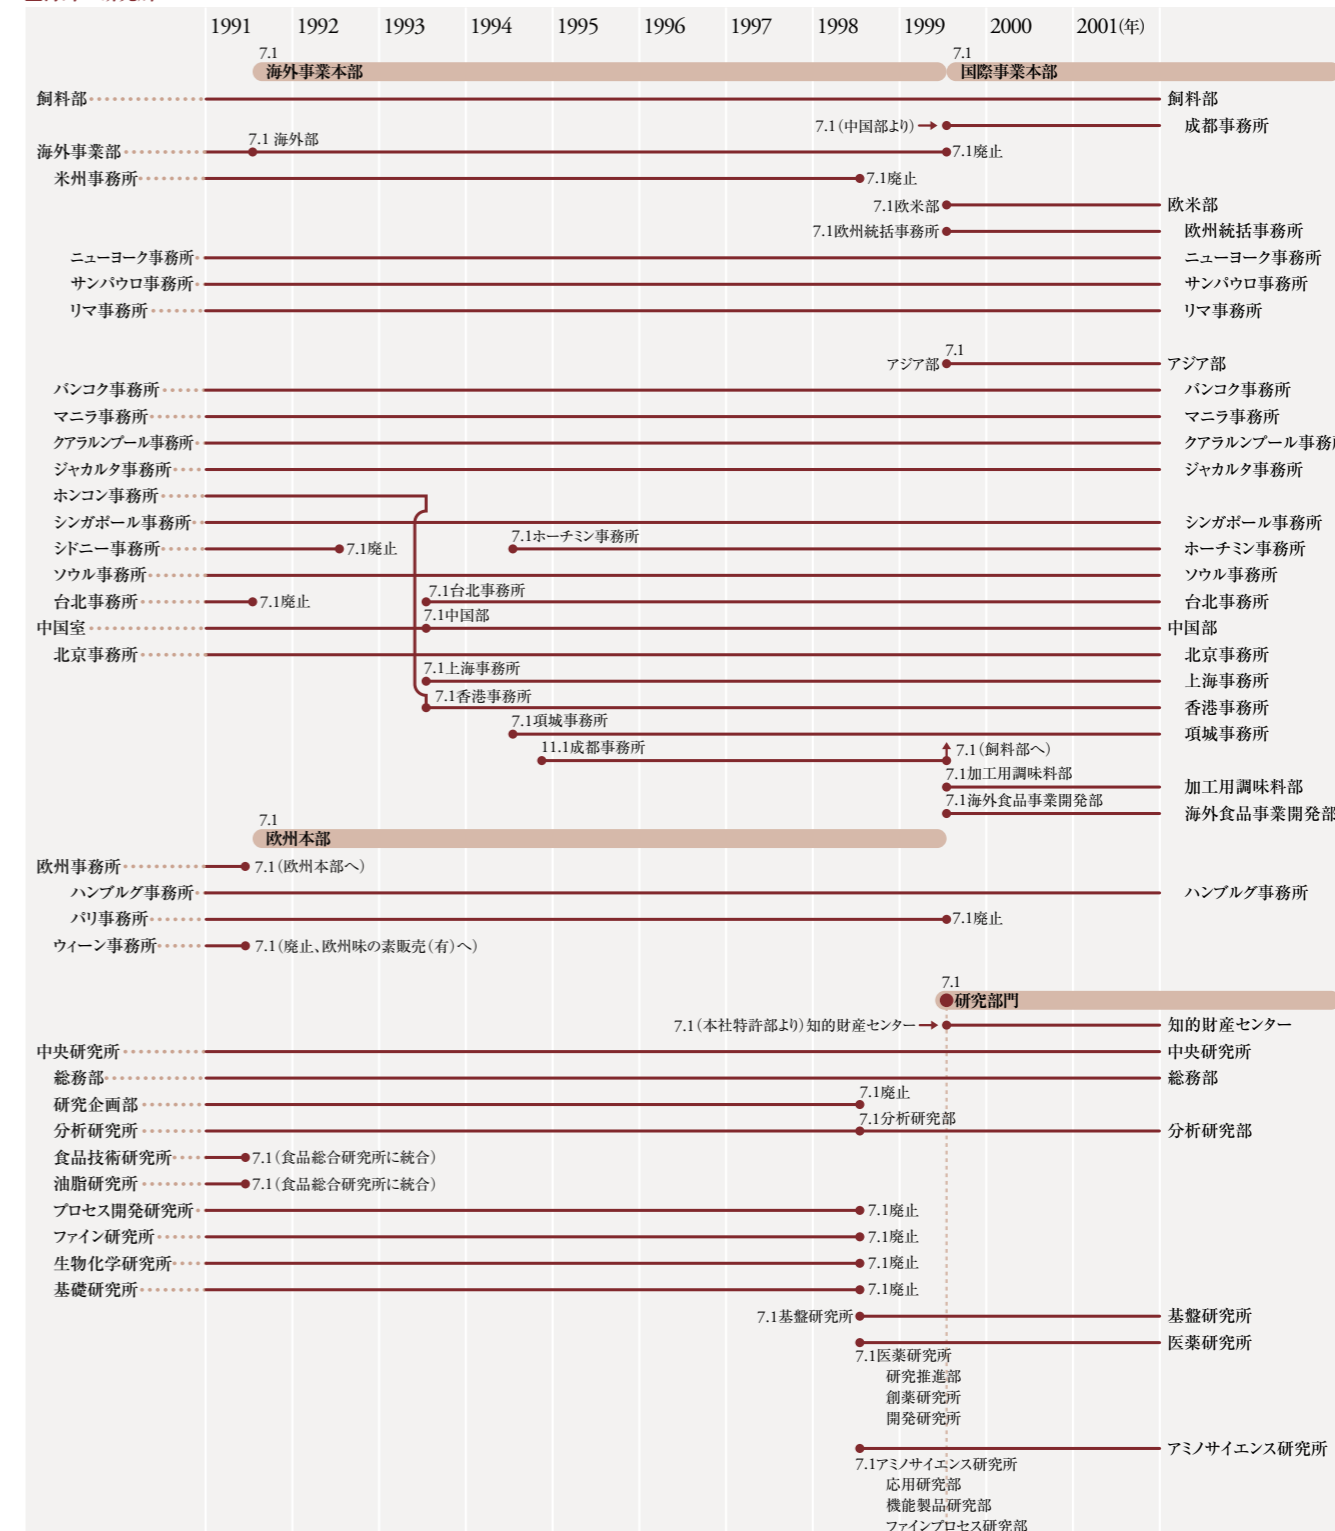 1991 1992 1993 1994 1995 1996 1997 1998 1999 2000 2001(年)
7.1 7.1
海外事業本部 国際事業本部
飼料部 飼料部
7.1(中国部より) 成都事務所
7.1 海外部
海外事業部 7.1廃止
米州事務所 7.1廃止
7.1欧米部 欧米部
7.1欧州統括事務所 欧州統括事務所
ニューヨーク事務所 ニューヨーク事務所
サンパウロ事務所 サンパウロ事務所
リマ事務所 リマ事務所
7.1
アジア部 アジア部
バンコク事務所 バンコク事務所
マニラ事務所 マニラ事務所
クアラルンプール事務所 クアラルンプール事務
ジャカルタ事務所 ジャカルタ事務所
ホンコン事務所
シンガポール事務所 シンガポール事務所
7.1ホーチミン事務所
シドニー事務所 7.1廃止 ホーチミン事務所
ソウル事務所 ソウル事務所
7.1台北事務所
台北事務所 7.1廃止 台北事務所
7.1中国部
中国室 中国部
北京事務所 北京事務所
7.1上海事務所
上海事務所
7.1香港事務所
香港事務所
7.1項城事務所
項城事務所
11.1成都事務所 7.1(飼料部へ)
7.1加工用調味料部
加工用調味料部
7.1海外食品事業開発部
海外食品事業開発部
7.1
欧州本部
欧州事務所 7.1(欧州本部へ)
ハンブルグ事務所 ハンブルグ事務所
パリ事務所 7.1廃止
ウィーン事務所 7.1(廃止、欧州味の素販売(有)へ)
7.1
研究部門
7.1(本社特許部より)知的財産センター 知的財産センター
中央研究所 中央研究所
総務部 総務部
7.1廃止
研究企画部
7.1分析研究部
分析研究所 分析研究部
食品技術研究所 7.1(食品総合研究所に統合)
油脂研究所 7.1(食品総合研究所に統合)
プロセス開発研究所 7.1廃止
ファイン研究所 7.1廃止
生物化学研究所 7.1廃止
基礎研究所 7.1廃止
7.1基盤研究所 基盤研究所
医薬研究所
7.1医薬研究所
研究推進部
創薬研究所
開発研究所
アミノサイエンス研究所
7.1アミノサイエンス研究所
応用研究部
機能製品研究部
ファインプロセス研究部